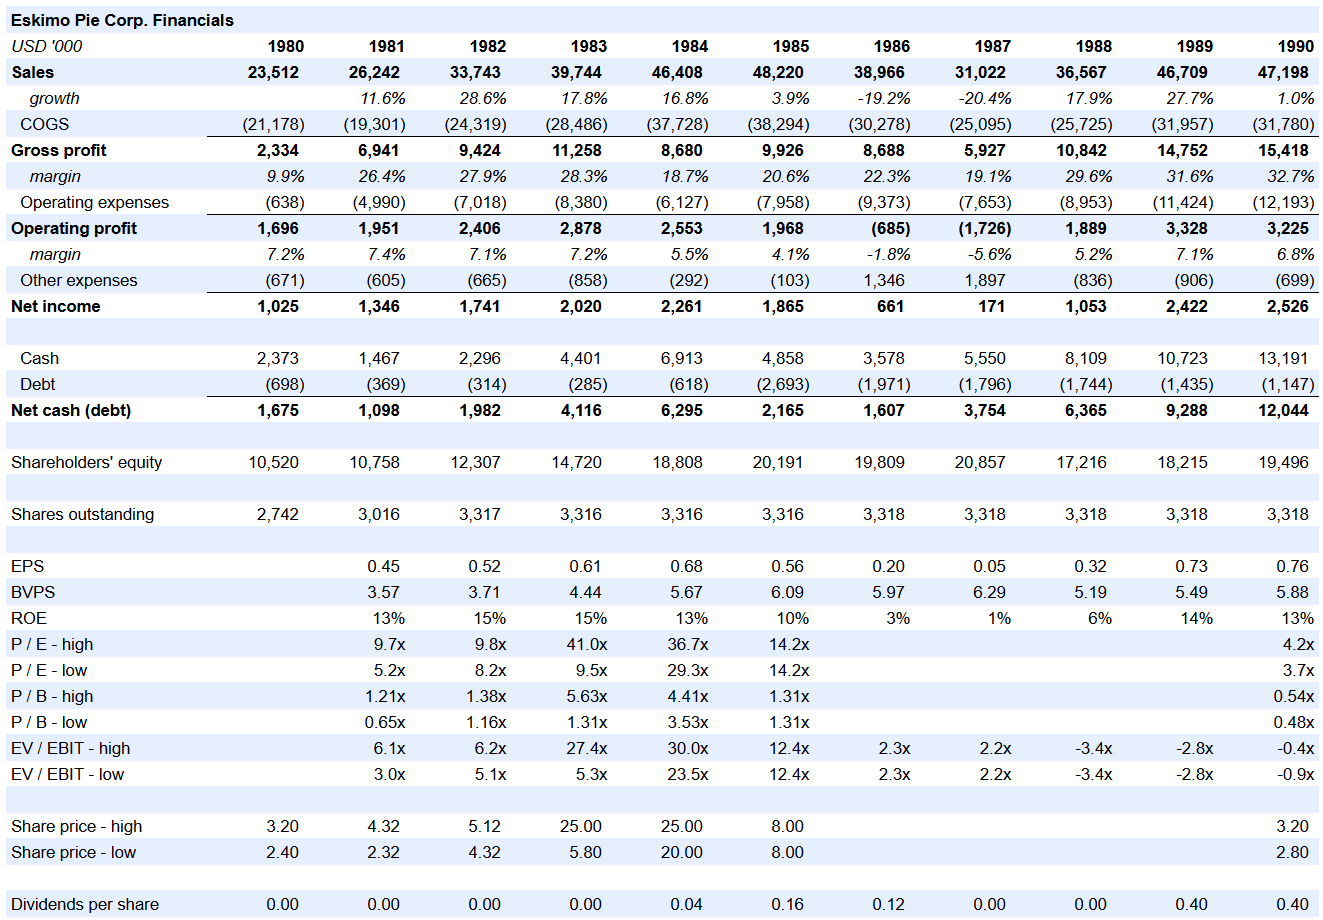 Eskimo Pie Corp. Financials
USD '000 1980 1981 1982 1983 1984 1985 1986 1987 1988 1989 1990
Sales 23,512 26,242 33,743 39,744 46,408 48,220 38,966 31,022 36,567 46,709 47,198
growth 11.6% 28.6% 17.8% 16.8% 3.9% -19.2% -20.4% 17.9% 27.7% 1.0%
COGS (21,178) (19,301) (24,319) (28,486) (37,728) (38,294) (30,278) (25,095) (25,725) (31,957) (31,780)
Gross profit 2,334 6,941 9,424 11,258 8,680 9,926 8,688 5,927 10,842 14,752 15,418
margin 9.9% 26.4% 27.9% 28.3% 18.7% 20.6% 22.3% 19.1% 29.6% 31.6% 32.7%
Operating expenses (638) (4,990) (7,018) (8,380) (6,127) (7,958) (9,373) (7,653) (8,953) (11,424) (12,193)
Operating profit 1,696 1,951 2,406 2,878 2,553 1,968 (685) (1,726) 1,889 3,328 3,225
margin 7.2% 7.4% 7.1% 7.2% 5.5% 4.1% -1.8% -5.6% 5.2% 7.1% 6.8%
Other expenses (671) (605) (665) (858) (292) (103) 1,346 1,897 (836) (906) (699)
Net income 1,025 1,346 1,741 2,020 2,261 1,865 661 171 1,053 2,422 2,526
Cash 2,373 1,467 2,296 4,401 6,913 4,858 3,578 5,550 8,109 10,723 13,191
Debt (698) (369) (314) (285) (618) (2,693) (1,971) (1,796) (1,744) (1,435) (1,147)
Net cash (debt) 1,675 1,098 1,982 4,116 6,295 2,165 1,607 3,754 6,365 9,288 12,044
Shareholders' equity 10,520 10,758 12,307 14,720 18,808 20,191 19,809 20,857 17,216 18,215 19,496
Shares outstanding 2,742 3,016 3,317 3,316 3,316 3,316 3,318 3,318 3,318 3,318 3,318
EPS 0.45 0.52 0.61 0.68 0.56 0.20 0.05 0.32 0.73 0.76
BVPS 3.57 3.71 4.44 5.67 6.09 5.97 6.29 5.19 5.49 5.88
ROE 13% 15% 15% 13% 10% 3% 1% 6% 14% 13%
P / E - high 9.7x 9.8x 41.0x 36.7x 14.2x 4.2x
P / E - low 5.2x 8.2x 9.5x 29.3x 14.2x 3.7x
P / B - high 1.21x 1.38x 5.63x 4.41x 1.31x 0.54x
P / B - low 0.65x 1.16x 1.31x 3.53x 1.31x 0.48x
EV / EBIT - high 6.1x 6.2x 27.4x 30.0x 12.4x 2.3x 2.2x -3.4x -2.8x -0.4x
EV / EBIT - low 3.0x 5.1x 5.3x 23.5x 12.4x 2.3x 2.2x -3.4x -2.8x -0.9x
Share price - high 3.20 4.32 5.12 25.00 25.00 8.00 3.20
Share price - low 2.40 2.32 4.32 5.80 20.00 8.00 2.80
Dividends per share 0.00 0.00 0.00 0.00 0.04 0.16 0.12 0.00 0.00 0.40 0.40